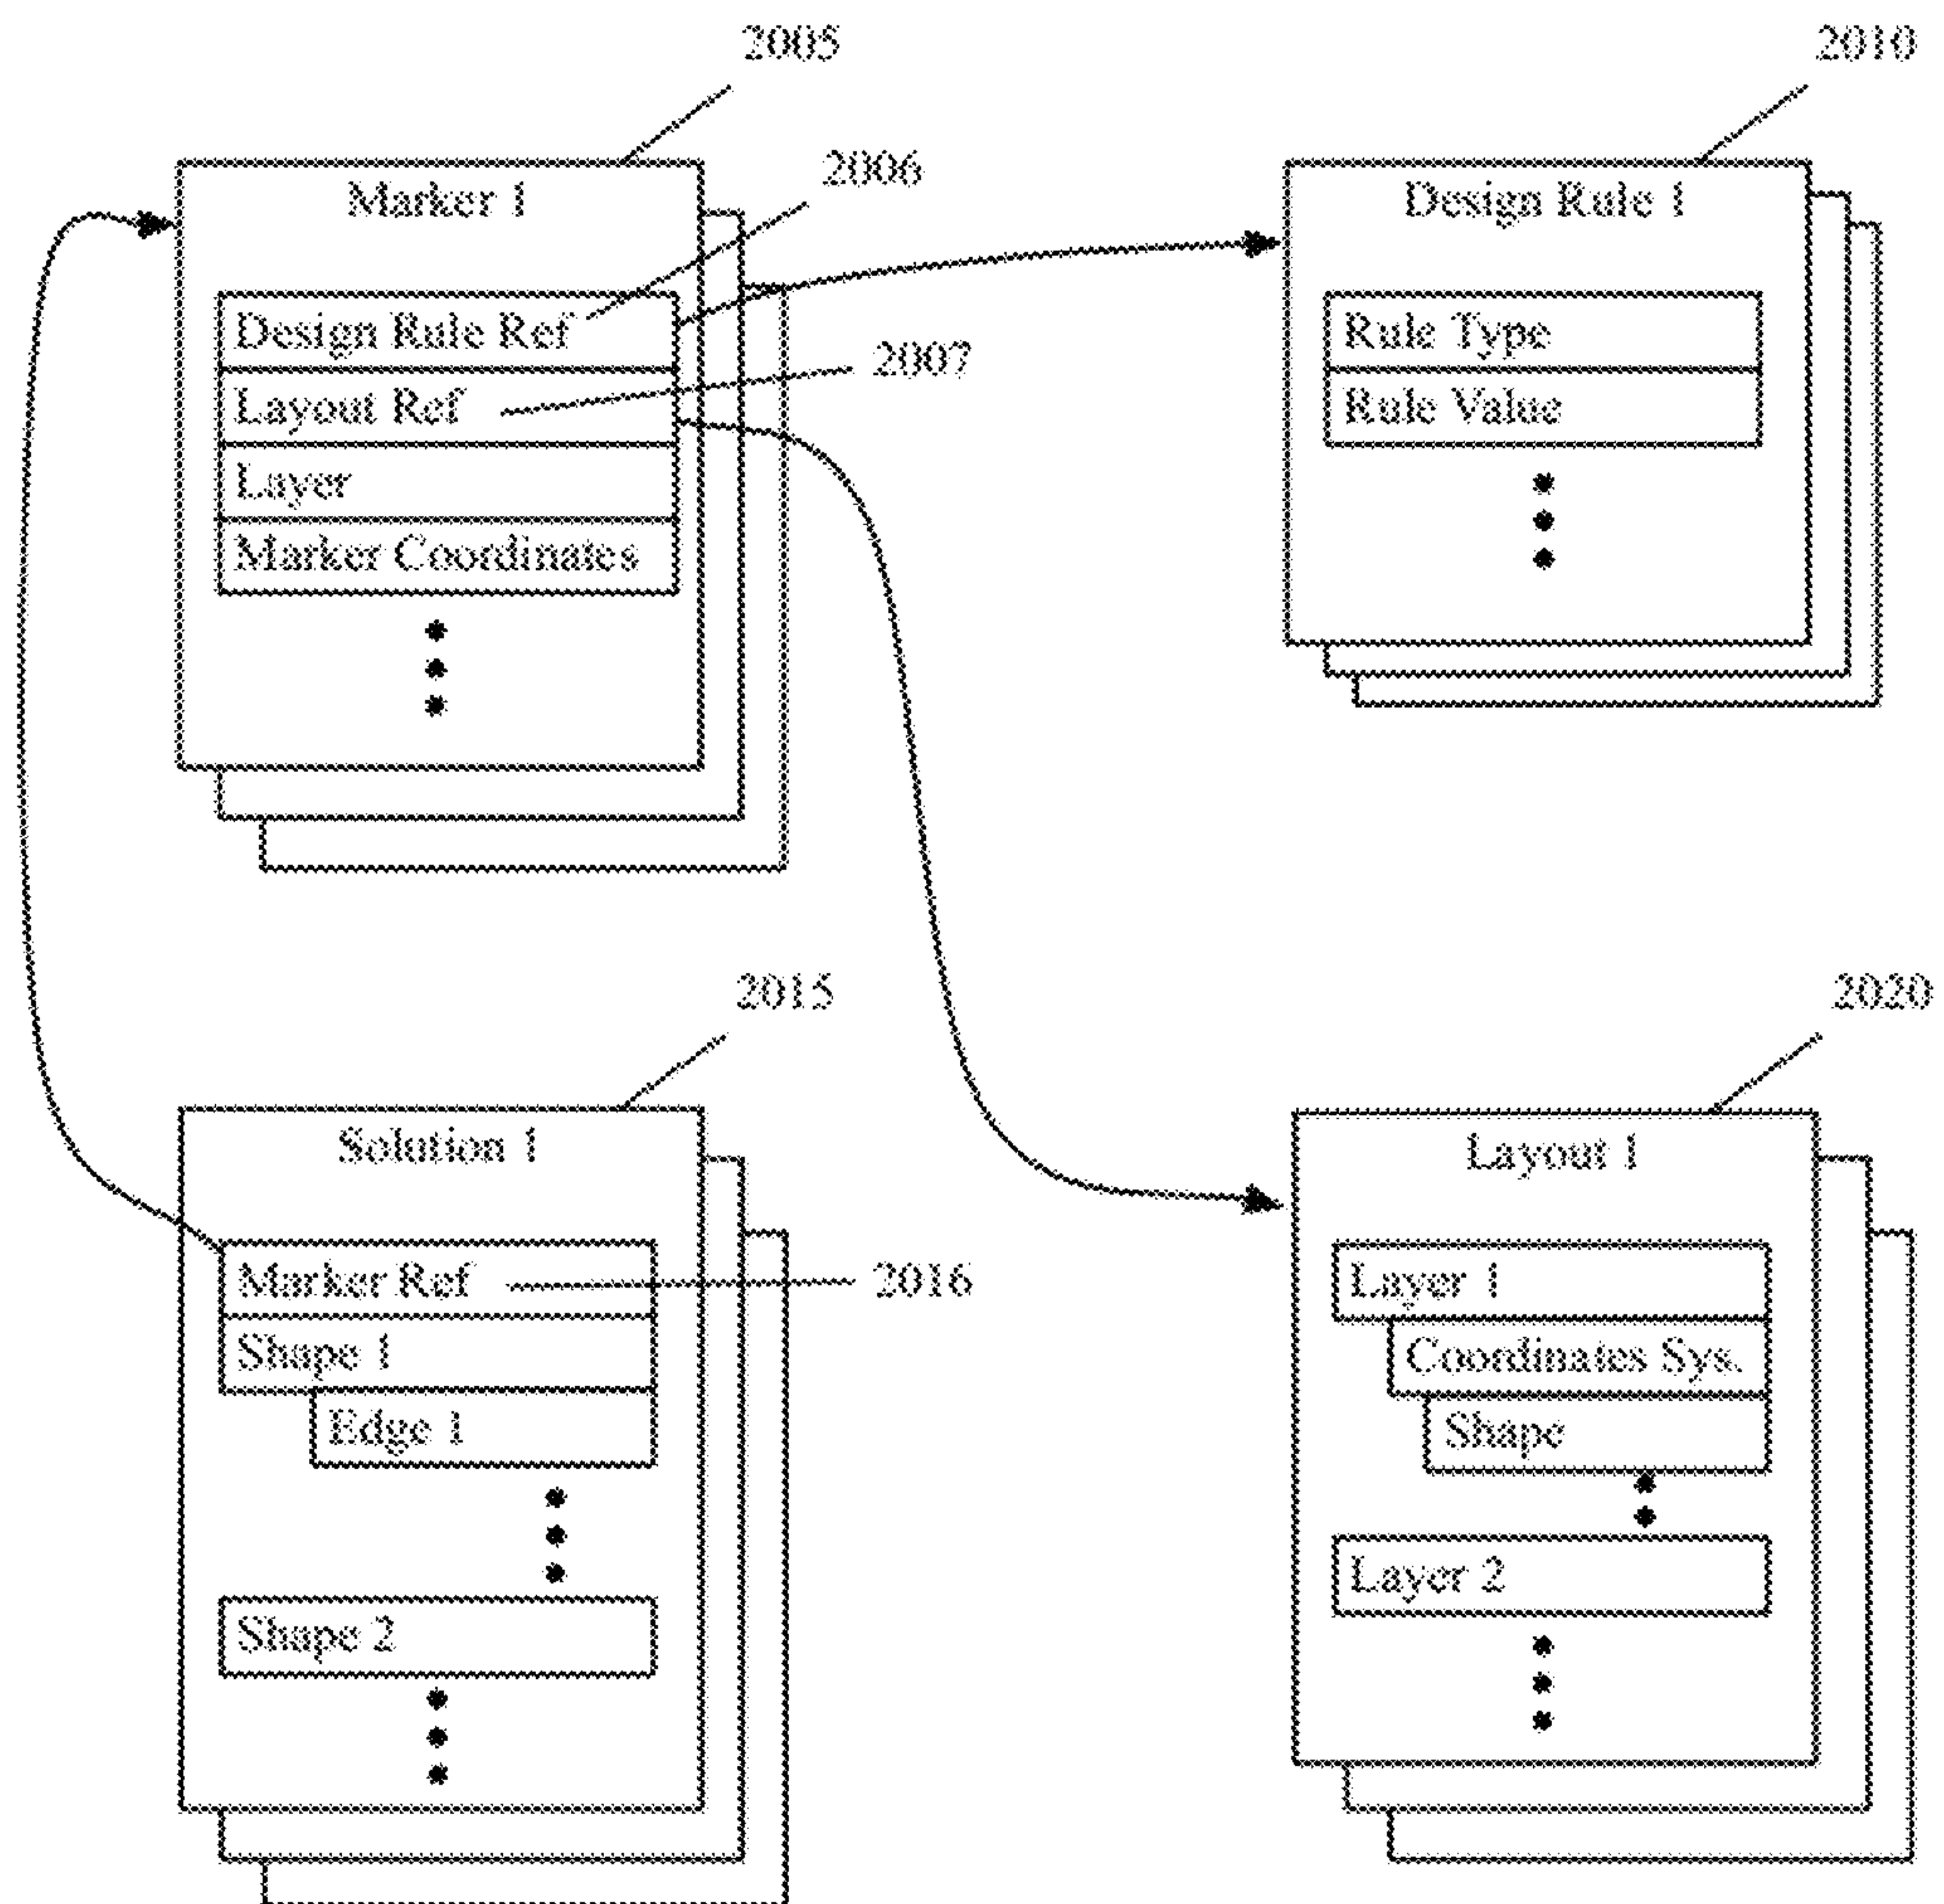 2005
2010
2006
Marker 1
Design Rule 1
Design Rule Ref
Rule Type
2007
Layout Ref
Rule Value
Layer
Marker Coordinates
2015
2020
Solution 1
Layout 1
Marker Ref
2016
Layer 1
Shape 1
Coordinates Sys.
Edge 1
Shape
Layer 2
Shape 2